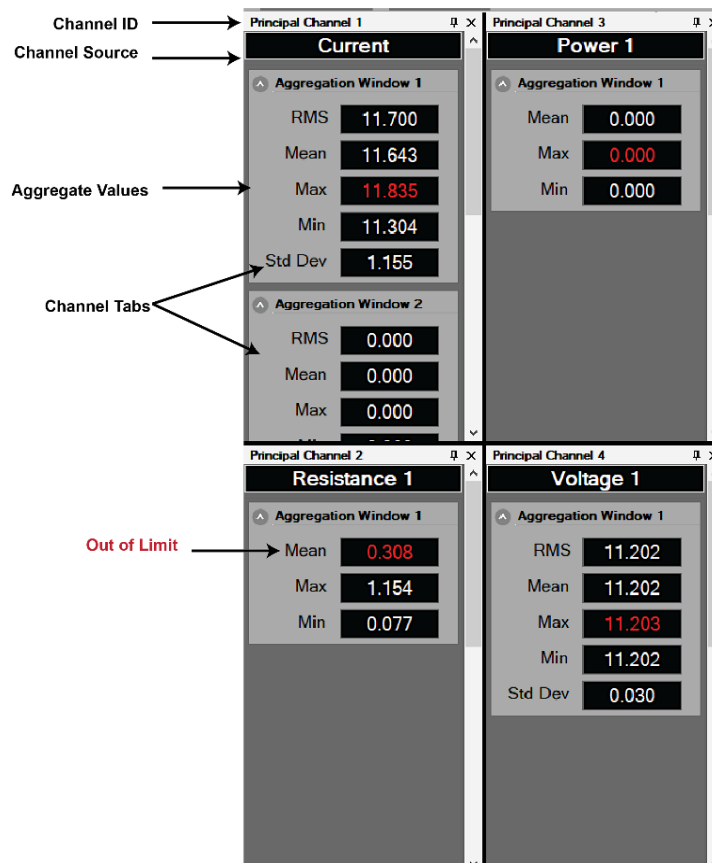 Channel ID
Channel Source
Aggregate Values
Channel Tabs
Out of Limit
Principal Channel 1
Current
Aggregation Window 1
RMS 11.700
Mean 11.643
Max 11.835
Min 11.304
Std Dev 1.155
Aggregation Window 2
RMS 0.000
Mean 0.000
Max 0.000
Principal Channel 3
Power 1
Aggregation Window 1
Mean 0.000
Max 0.000
Min 0.000
Principal Channel 2
Resistance 1
Aggregation Window 1
Mean 0.308
Max 1.154
Min 0.077
Principal Channel 4
Voltage 1
Aggregation Window 1
RMS 11.202
Mean 11.202
Max 11.203
Min 11.202
Std Dev 0.030